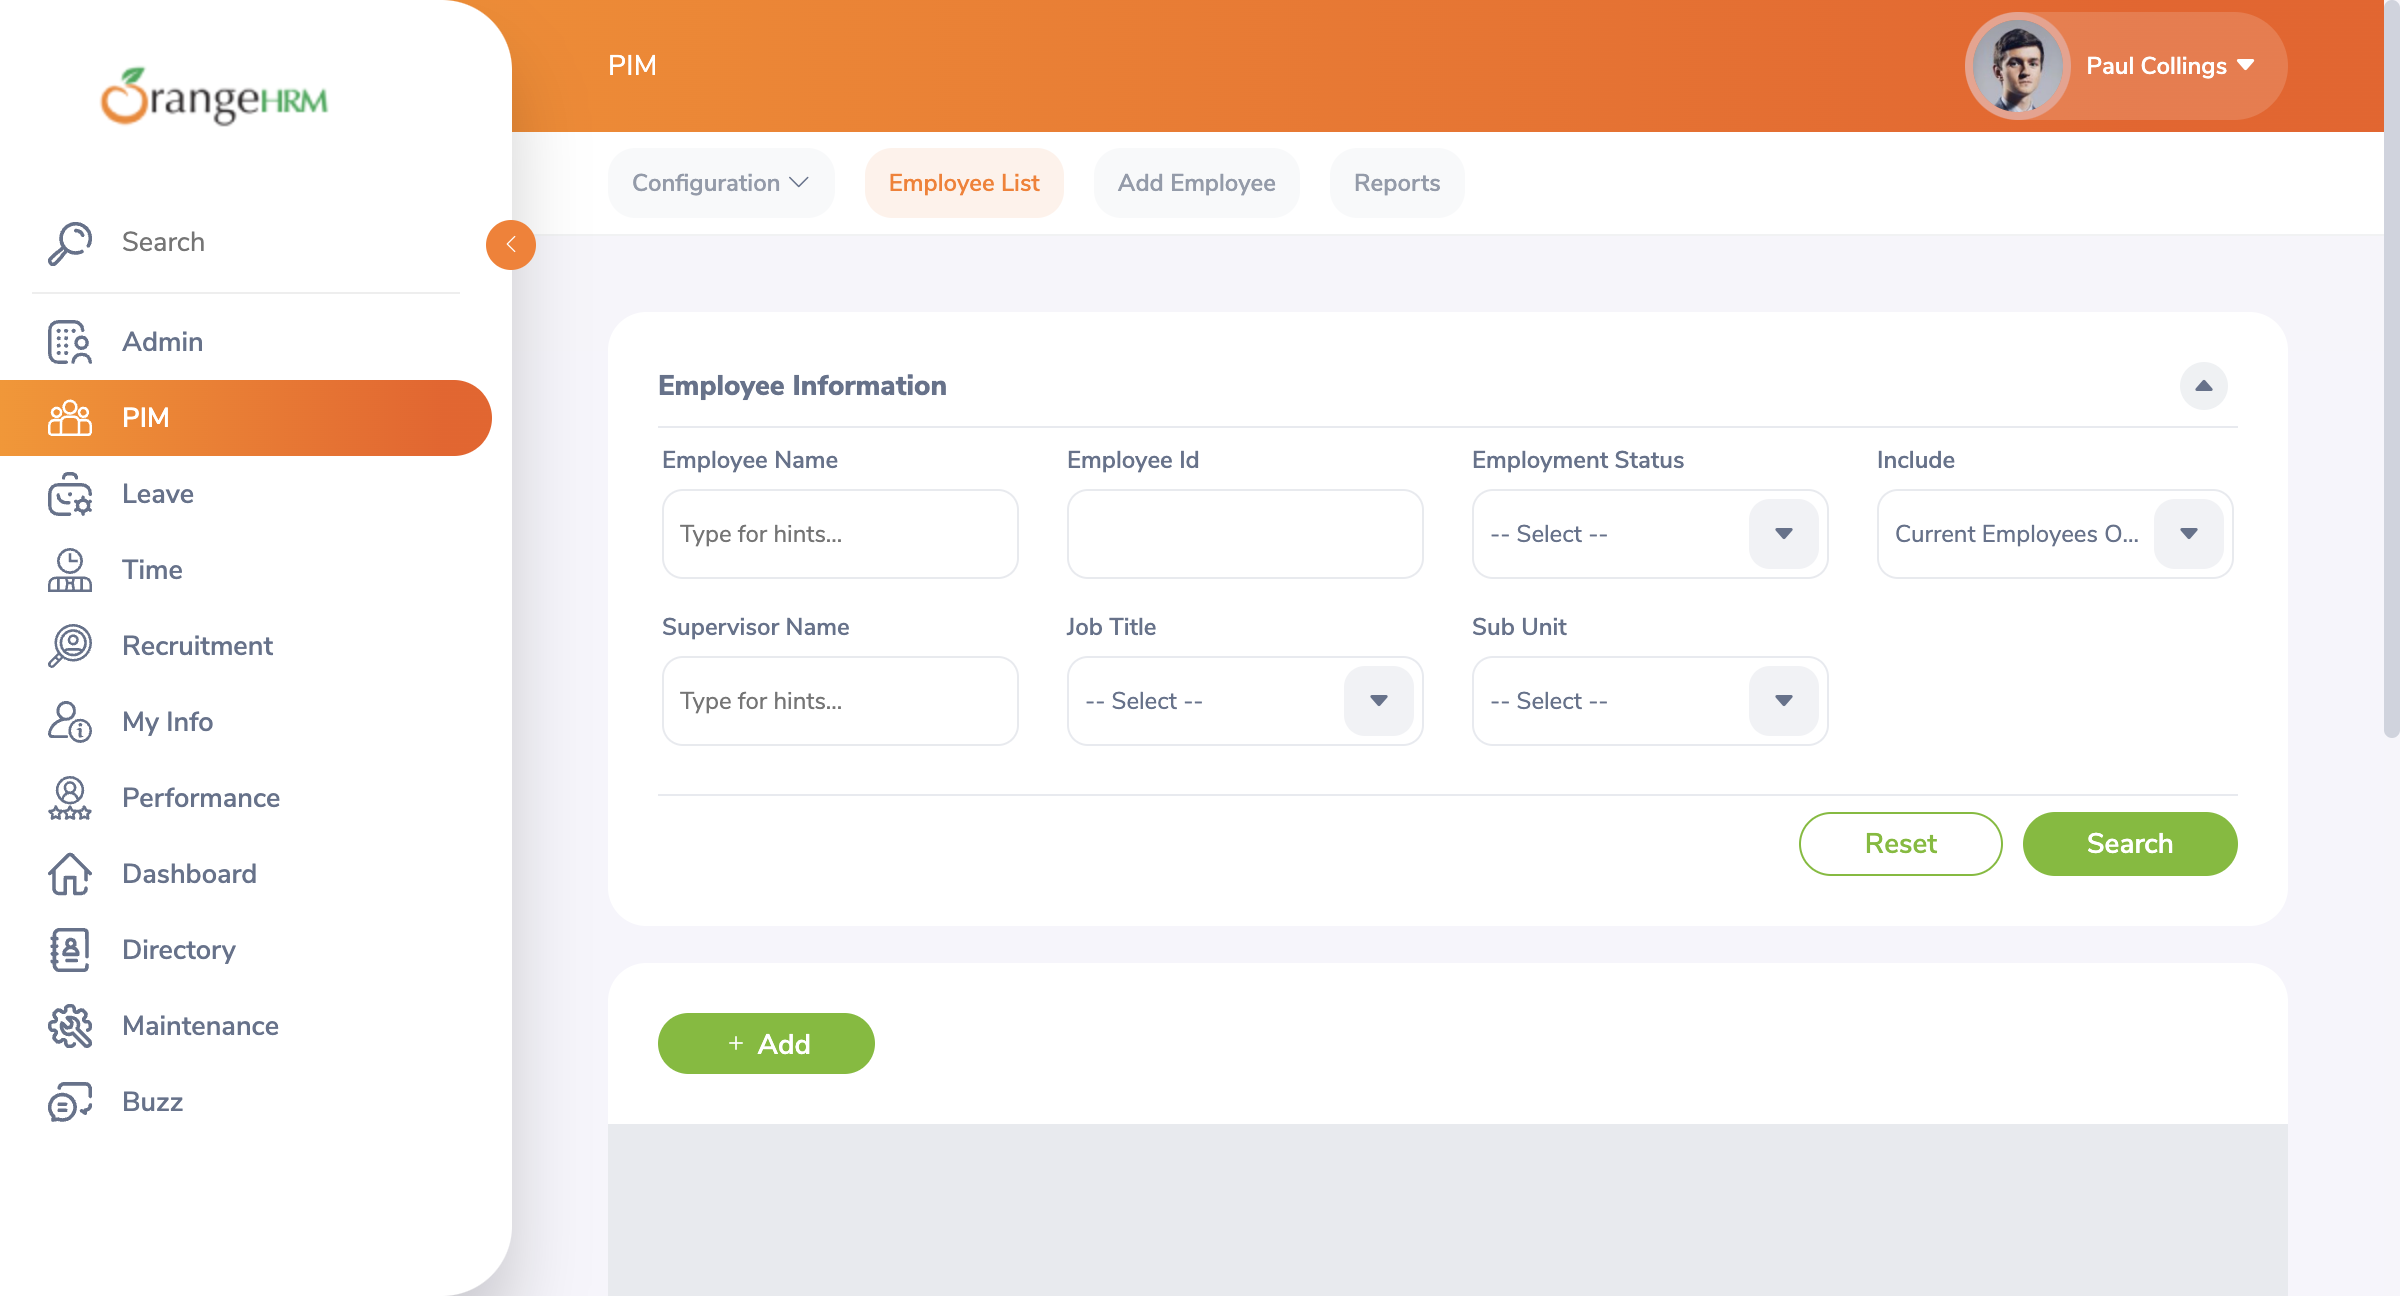 OrangeHRM
PIM
Paul Collings
Configuration
Employee List
Add Employee
Reports
Search
Admin
PIM
Leave
Time
Recruitment
My Info
Performance
Dashboard
Directory
Maintenance
Buzz
Employee Information
Employee Name
Employee Id
Employment Status
Include
Type for hints...
-- Select --
Current Employees O...
Supervisor Name
Job Title
Sub Unit
Type for hints...
-- Select --
-- Select --
Reset
Search
+ Add